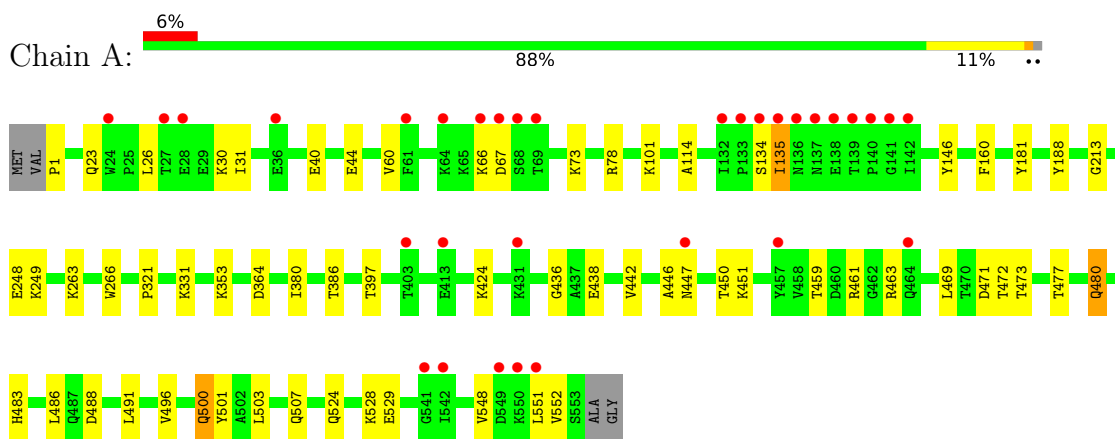 6%
Chain A:
88%
11%
••
MET VAL P1 Q23 W24 P25 L26 T27 E28 E29 K30 I31 E36 E40 E44 V60 F61 K64 K65 K66 D67 S68 T69 K73 R78 K101 A114 I132 P133 S134 I135 N136 N137 E138 T139 P140 G141 I142 Y146 F160 Y181 Y188 G213
E248 K249 K263 W266 P321 K331 K353 D364 I380 T386 T397 T403 E413 K424 K431 G436 A437 E438 V442 A446 N447 T450 K451 Y457 V458 T459 D460 R461 G462 R463 Q464 L469 T470 D471 T472 T473 T477 Q480
H483 L486 Q487 D488 L491 V496 Q500 Y501 A502 L503 Q507 Q524 K528 E529 G541 I542 V548 D549 K550 L551 V552 S553 ALA GLY